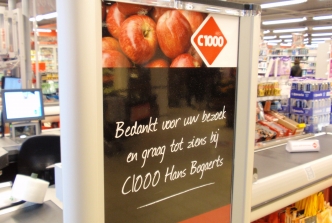 C1000
Bedankt voor uw bezoek
en graag tot ziens bij
C1000 Hans Bogaerts